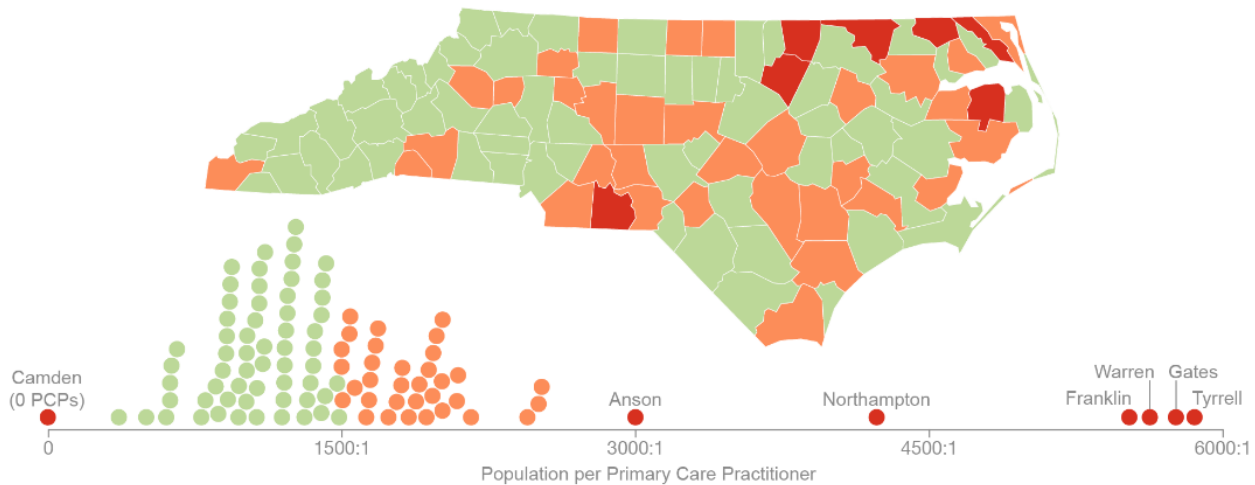 Camden
(0 PCPs)
Anson
Northampton
Warren
Gates
Franklin
Tyrrell
0
1500:1
3000:1
4500:1
6000:1
Population per Primary Care Practitioner